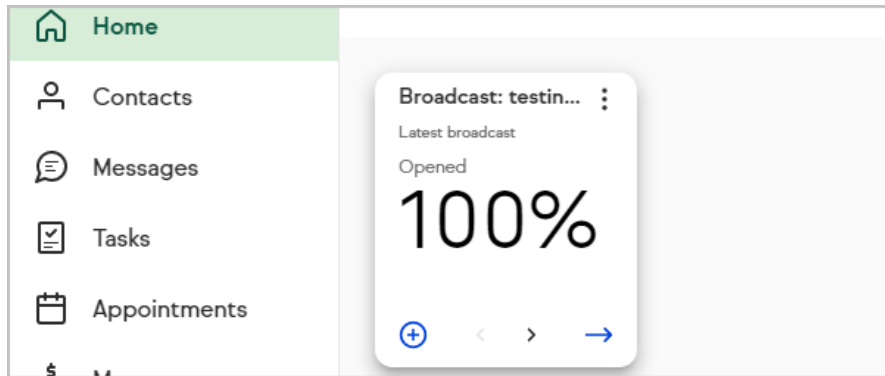 Home
Contacts
Messages
Tasks
Appointments
Broadcast: testin...
Latest broadcast
Opened
100%